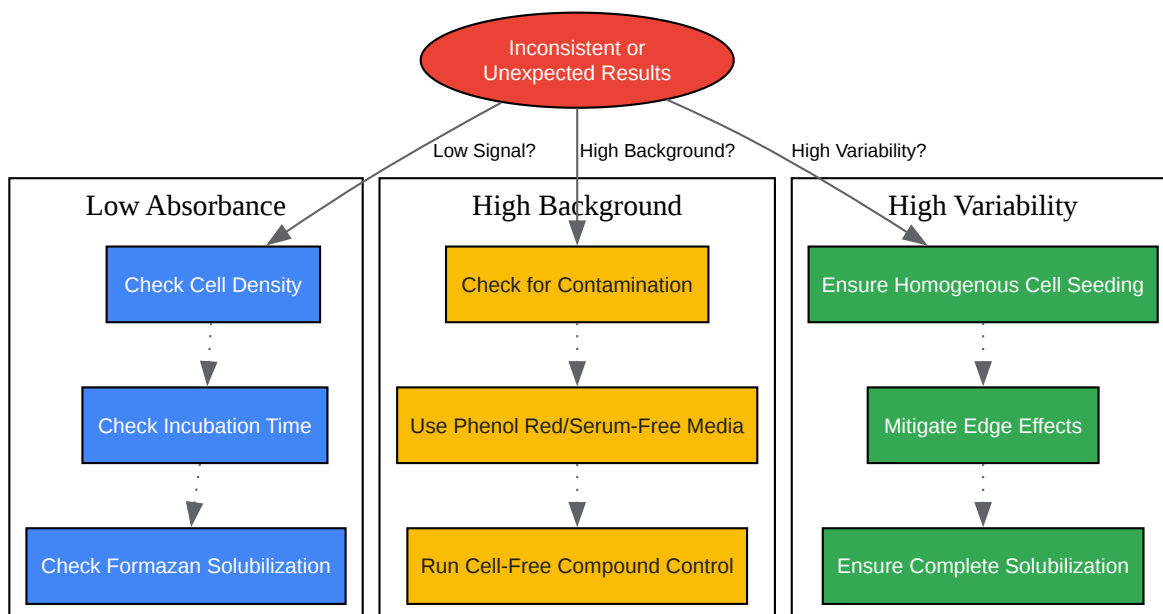 Inconsistent or
Unexpected Results
Low Signal?
High Background?
High Variability?
Low Absorbance
High Background
High Variability
Check Cell Density
Check for Contamination
Ensure Homogenous Cell Seeding
Check Incubation Time
Use Phenol Red/Serum-Free Media
Mitigate Edge Effects
Check Formazan Solubilization
Run Cell-Free Compound Control
Ensure Complete Solubilization